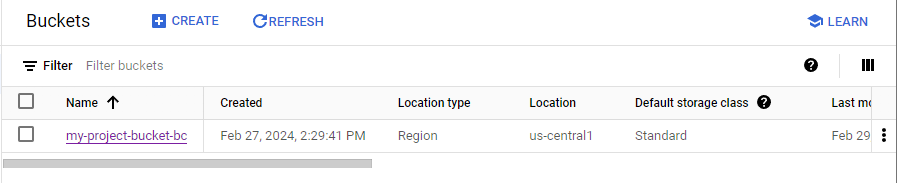 Buckets CREATE REFRESH LEARN
Filter Filter buckets
Name Created Location type Location Default storage class Last mo
my-project-bucket-bc Feb 27, 2024, 2:29:41 PM Region us-central1 Standard Feb 29